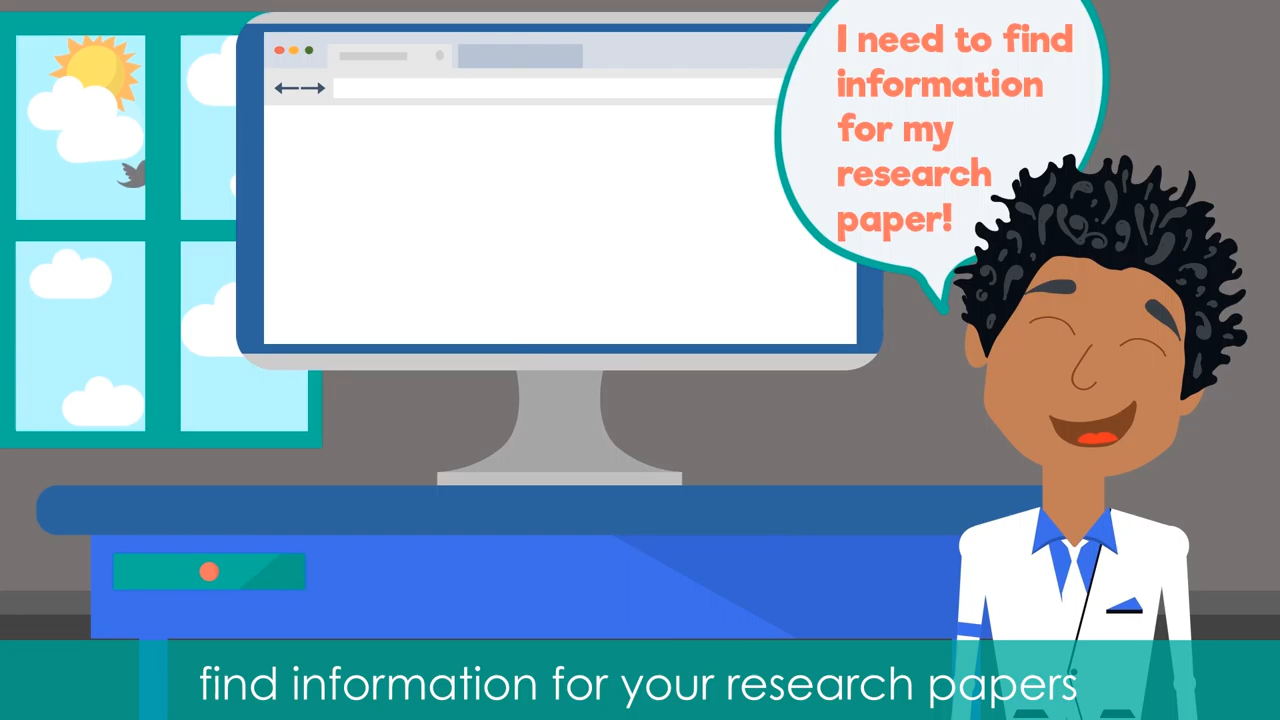 I need to find
information
for my
research
paper!
find information for your research papers